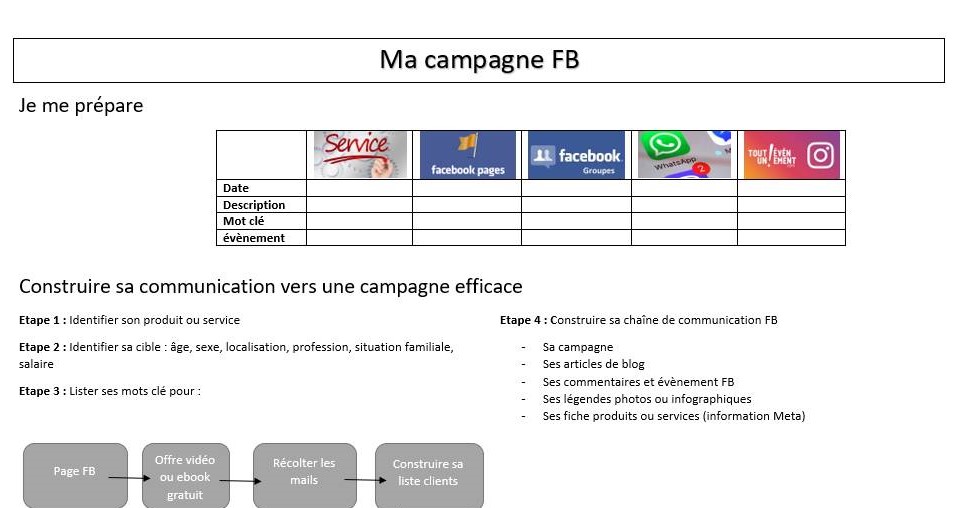 Ma campagne FB
Je me prépare
Service
facebook pages
facebook
Groupes
WhatsApp
2
TOUT ÉVÉN
UN ! EMENT
Date
Description
Mot clé
évènement
Construire sa communication vers une campagne efficace
Etape 1 : Identifier son produit ou service
Etape 2 : Identifier sa cible : âge, sexe, localisation, profession, situation familiale,
salaire
Etape 3 : Lister ses mots clé pour :
Etape 4 : Construire sa chaîne de communication FB
- Sa campagne
- Ses articles de blog
- Ses commentaires et évènement FB
- Ses légendes photos ou infographiques
- Ses fiche produits ou services (information Meta)
Page FB
Offre vidéo
ou ebook
gratuit
Récolter les
mails
Construire sa
liste clients